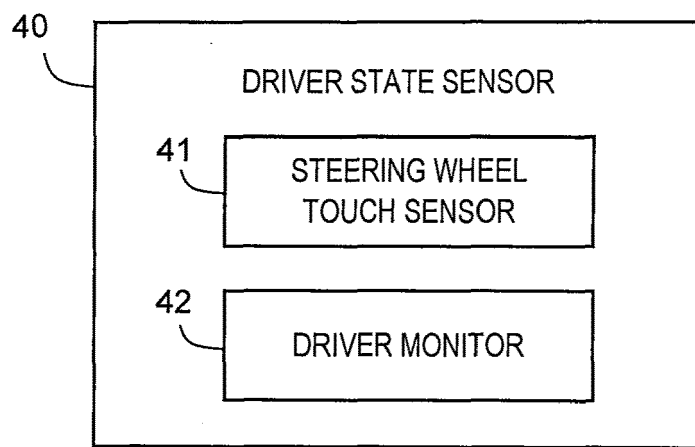 40
DRIVER STATE SENSOR
41
STEERING WHEEL
TOUCH SENSOR
42
DRIVER MONITOR